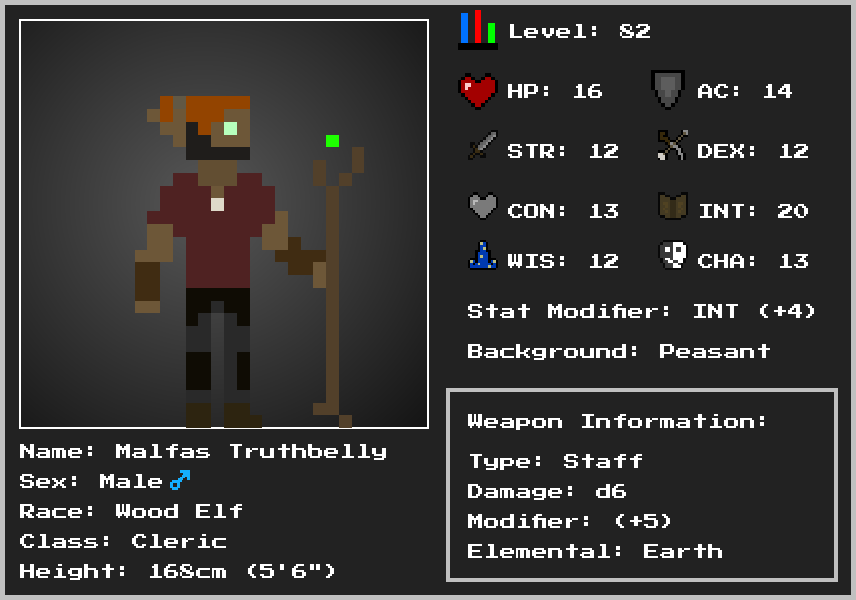 Level: 82
HP: 16 AC: 14
STR: 12 DEX: 12
CON: 13 INT: 20
WIS: 12 CHA: 13
Stat Modifier: INT (+4)
Background: Peasant
Weapon Information:
Type: Staff
Damage: d6
Modifier: (+5)
Elemental: Earth
Name: Malfas Truthbelly
Sex: Male ♂
Race: Wood Elf
Class: Cleric
Height: 168cm (5'6")